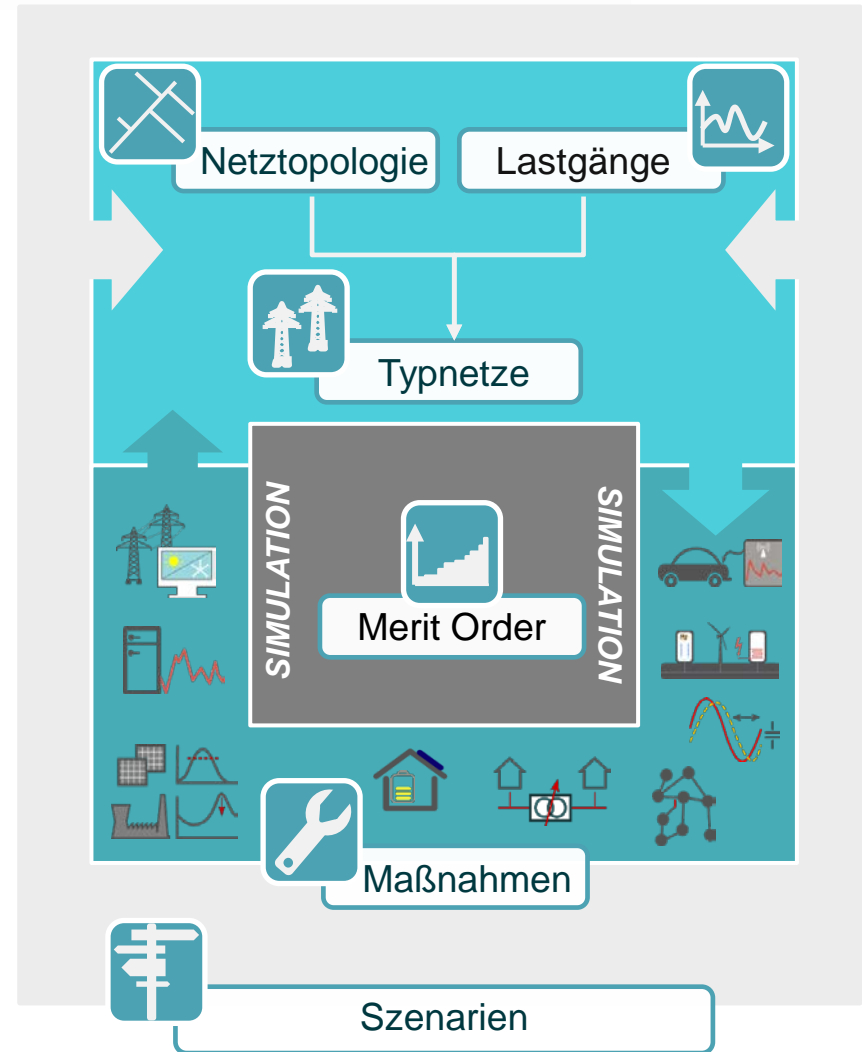 Netztopologie
Lastgänge
Typnetze
SIMULATION
SIMULATION
Merit Order
Maßnahmen
Szenarien